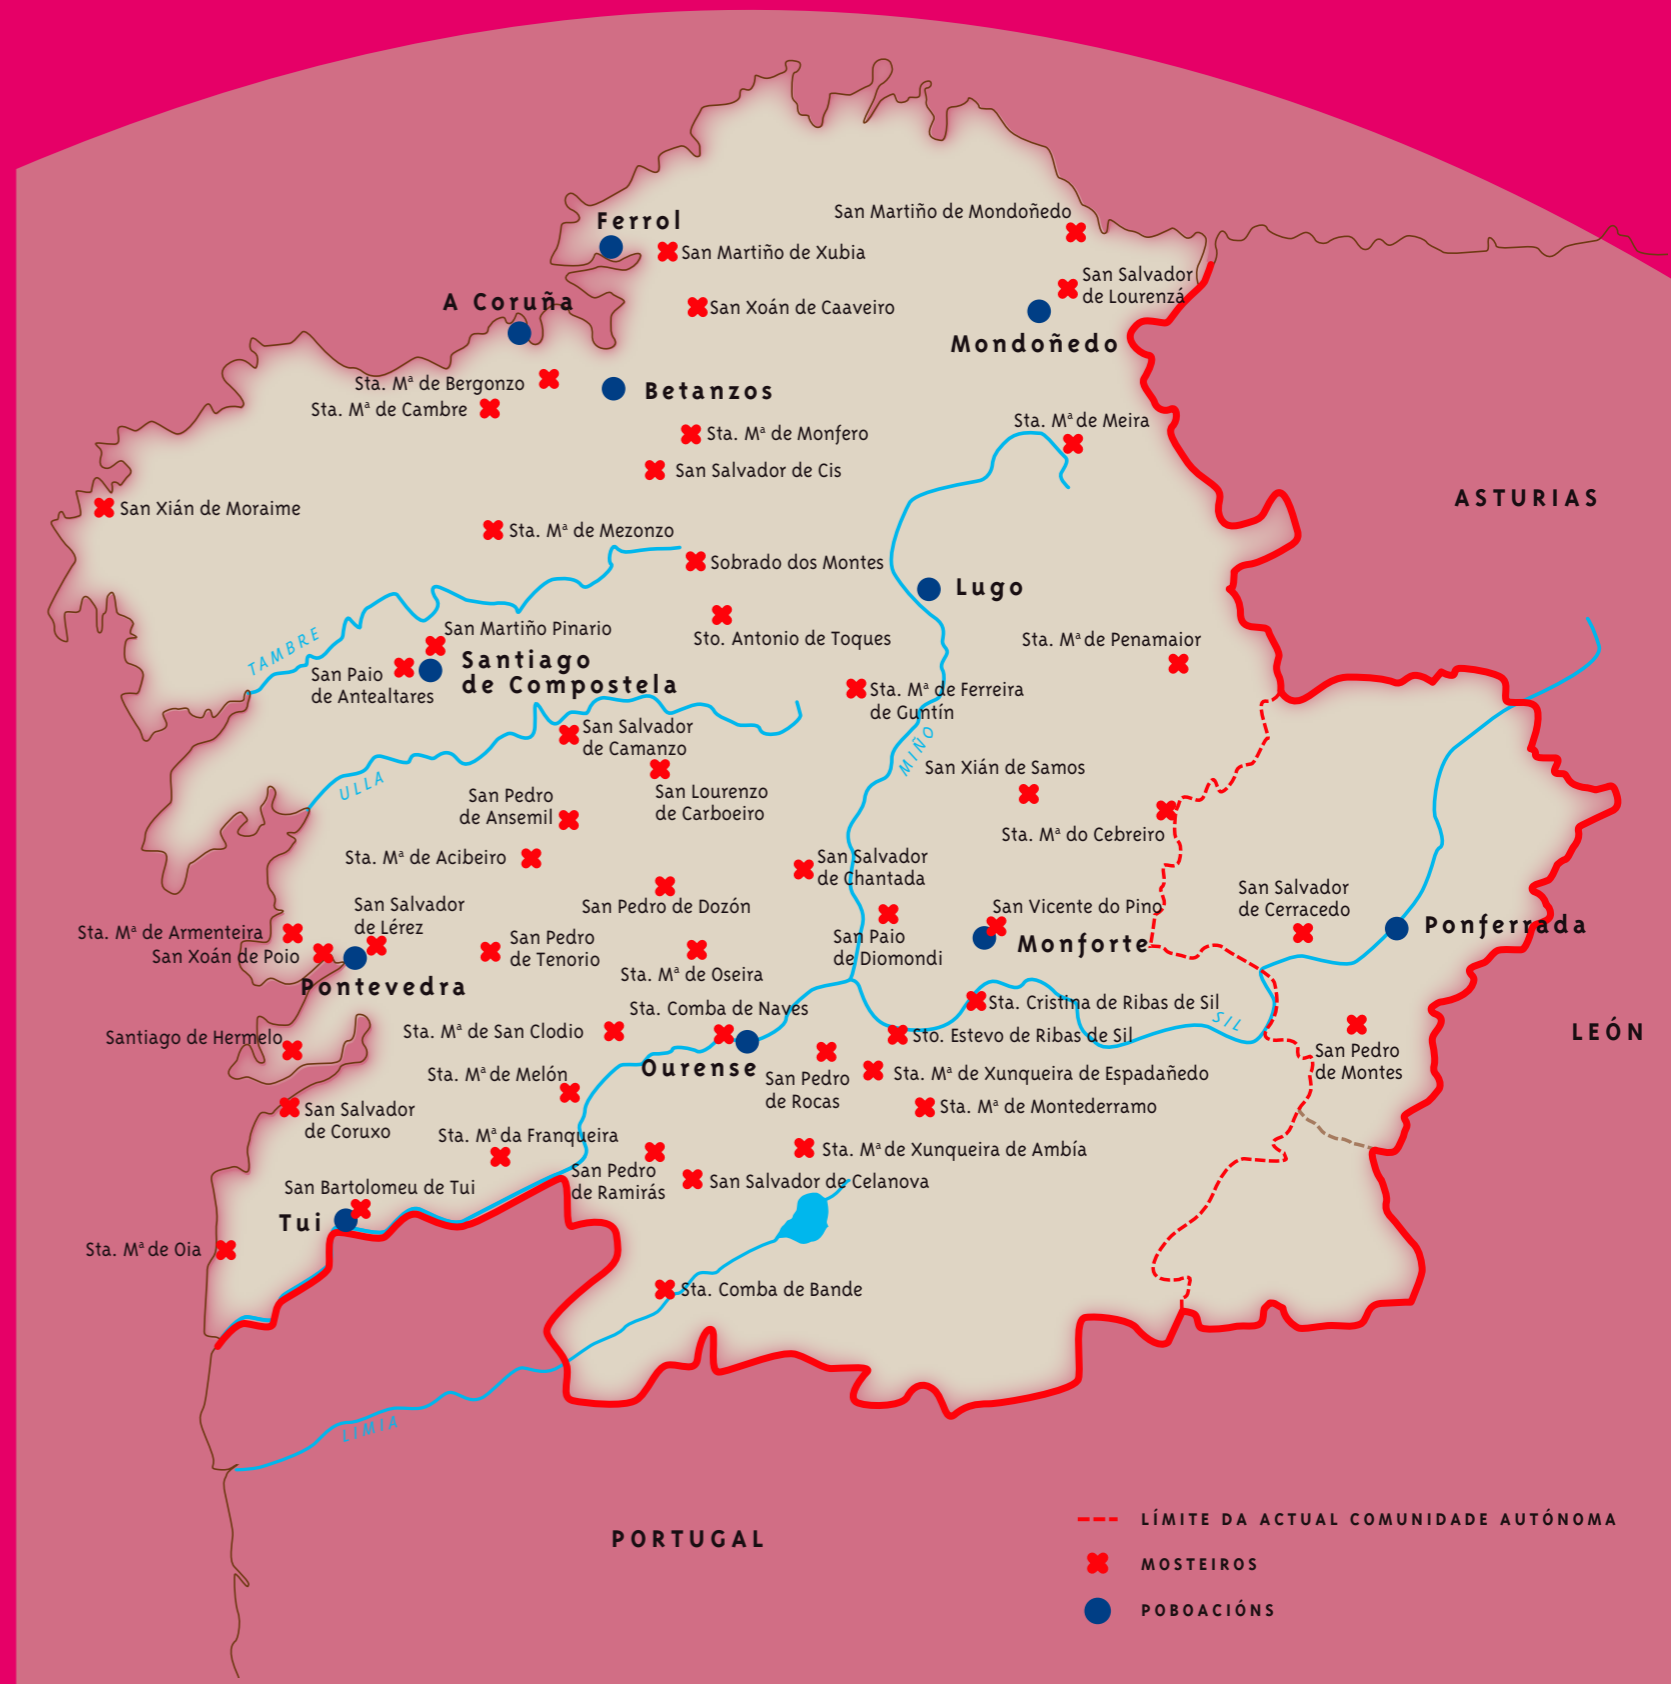 San Martiño de Mondoñedo
Ferrol
San Martiño de Xubia
San Salvador
de Lourenzá
A Coruña
San Xoán de Caaveiro
Mondoñedo
Sta. Mª de Bergonzo
Betanzos
Sta. Mª de Cambre
Sta. Mª de Meira
Sta. Mª de Monfero
San Salvador de Cis
ASTURIAS
San Xián de Moraime
Sta. Mª de Mezonzo
Sobrado dos Montes
Lugo
San Martiño Pinario
Sto. Antonio de Toques
Sta. Mª de Penamaior
TAMBRE
Santiago
de Compostela
San Paio
de Antealtares
Sta. Mª de Ferreira
de Guntín
San Salvador
de Camanzo
MIÑO
San Xián de Samos
ULLA
San Lourenzo
de Carboeiro
San Pedro
de Ansemil
Sta. Mª do Cebreiro
Sta. Mª de Acibeiro
San Salvador
de Chantada
San Salvador
de Cerracedo
San Pedro de Dozón
San Salvador
de Lérez
San Vicente do Pino
Ponferrada
Sta. Mª de Armenteira
San Xoán de Poio
San Pedro
de Tenorio
San Paio
de Diomondi
Monforte
Sta. Mª de Oseira
Pontevedra
Sta. Cristina de Ribas de Sil
Sta. Comba de Naves
SIL
Santiago de Hermelo
Sta. Mª de San Clodio
Sto. Estevo de Ribas de Sil
LEÓN
San Pedro
de Montes
Ourense
Sta. Mª de Melón
San Pedro
de Rocas
Sta. Mª de Xunqueira de Espadañedo
San Salvador
de Coruxo
Sta. Mª de Montederramo
Sta. Mª da Franqueira
Sta. Mª de Xunqueira de Ambía
San Pedro
de Ramirás
San Salvador de Celanova
San Bartolomeu de Tui
Tui
Sta. Mª de Oia
Sta. Comba de Bande
LIMIA
PORTUGAL
LÍMITE DA ACTUAL COMUNIDADE AUTÓNOMA
MOSTEIROS
POBOACIÓNS